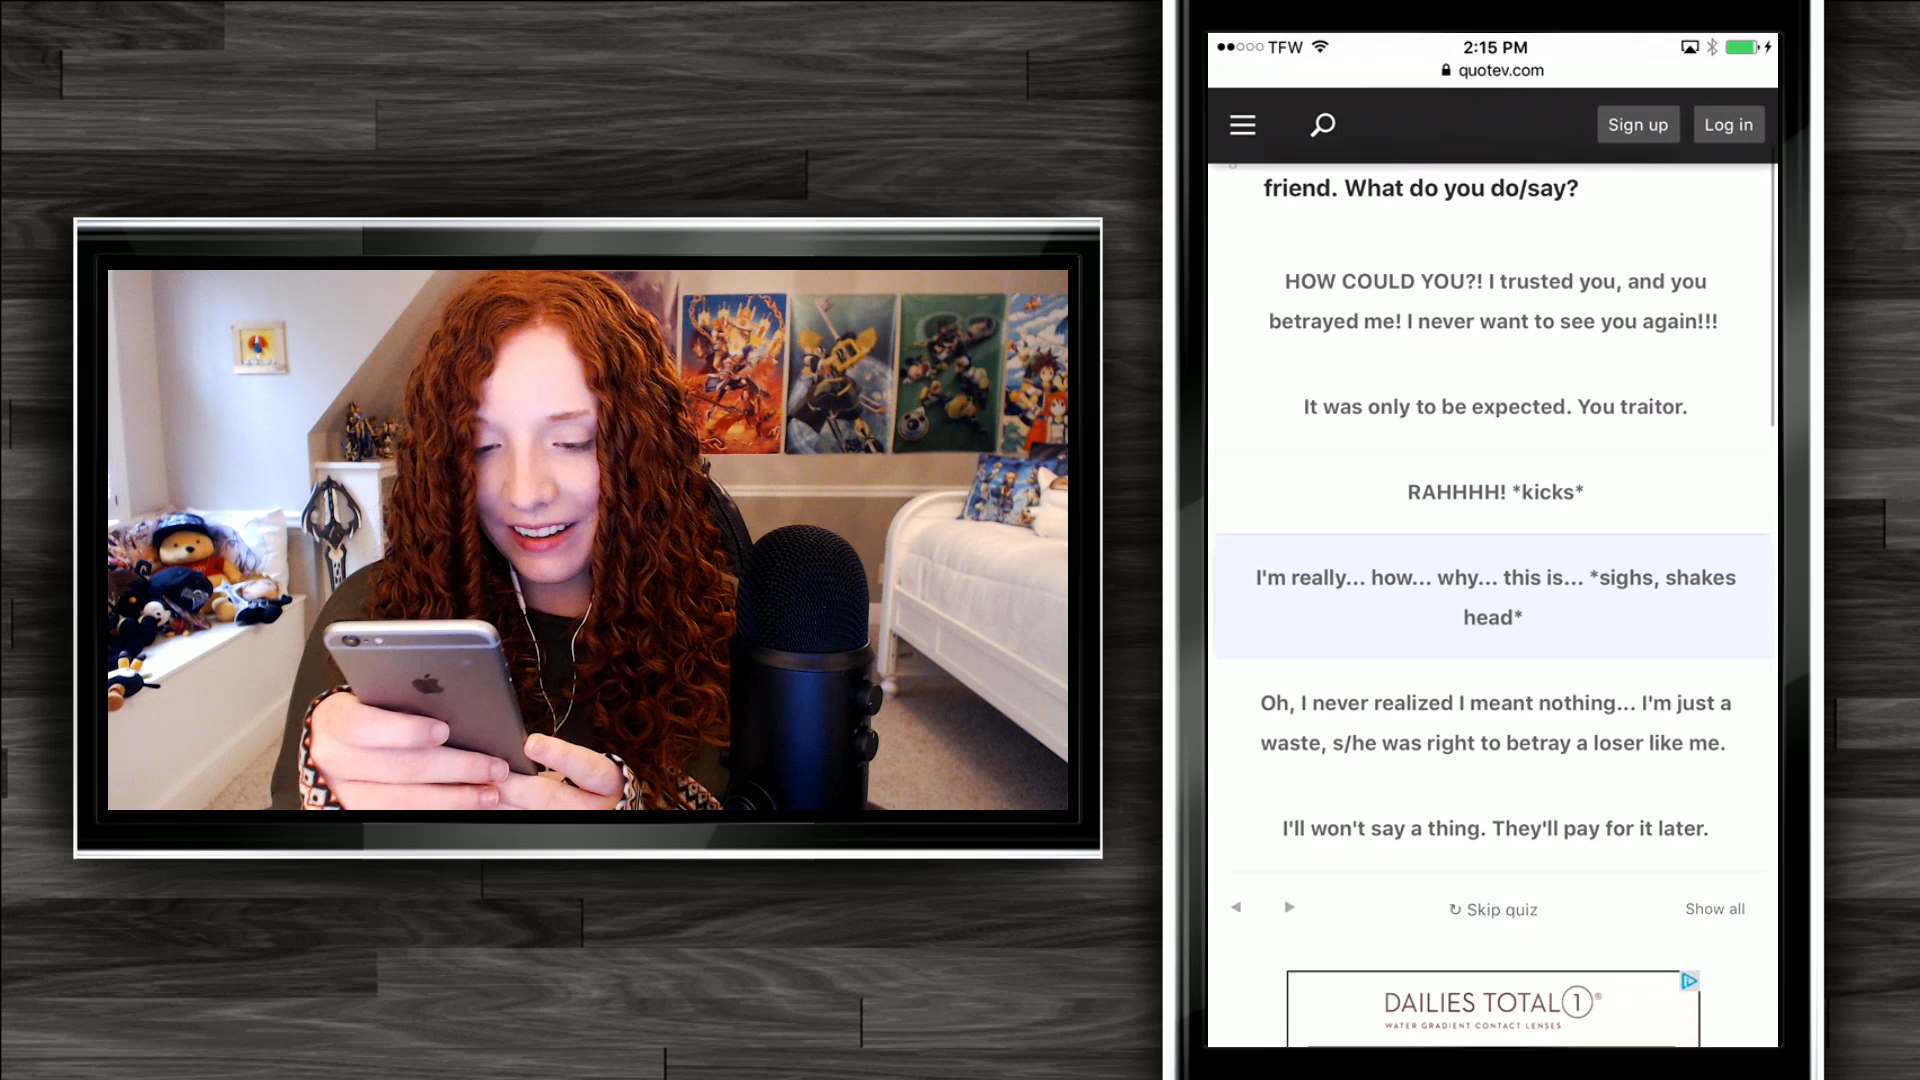 TFW
2:15 PM
quotev.com
Sign up
Log in
friend. What do you do/say?
HOW COULD YOU?! I trusted you, and you
betrayed me! I never want to see you again!!!
It was only to be expected. You traitor.
RAHHHH! *kicks*
I'm really... how... why... this is... *sighs, shakes
head*
Oh, I never realized I meant nothing... I'm just a
waste, s/he was right to betray a loser like me.
I'll won't say a thing. They'll pay for it later.
◀ ▶ ↻ Skip quiz Show all
DAILIES TOTAL 1®
WATER GRADIENT CONTACT LENSES